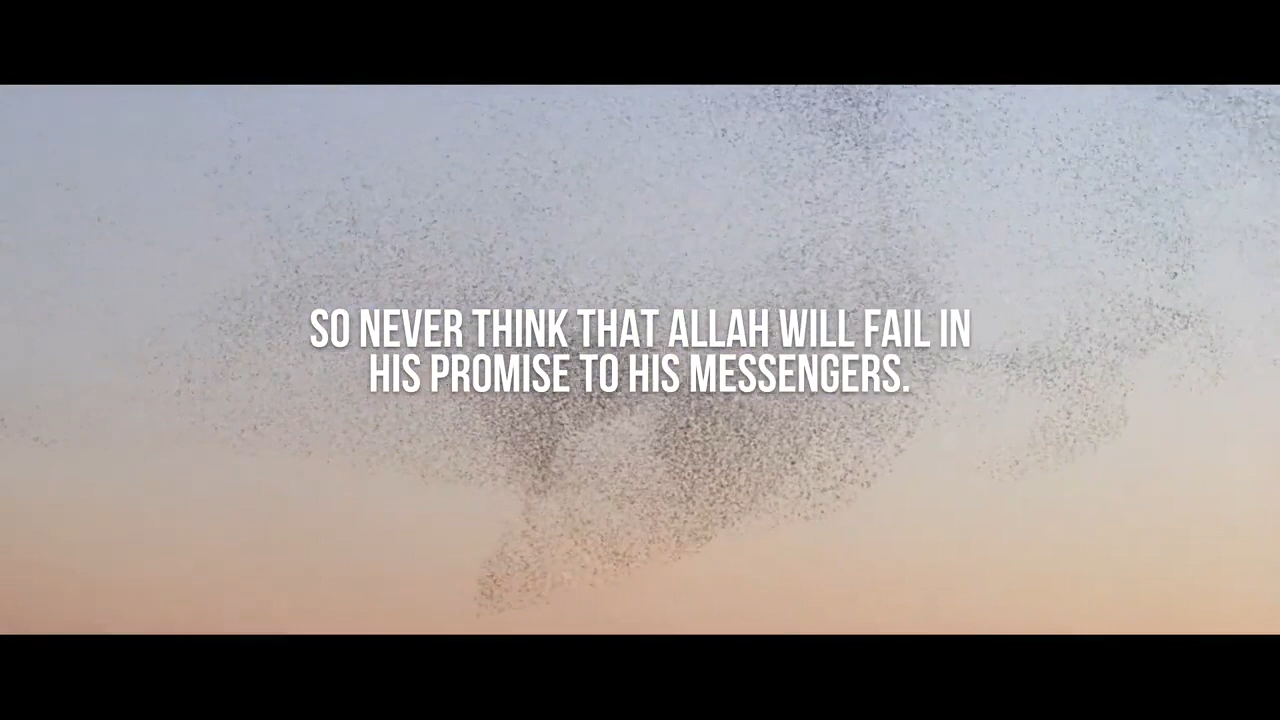 SO NEVER THINK THAT ALLAH WILL FAIL IN
HIS PROMISE TO HIS MESSENGERS.